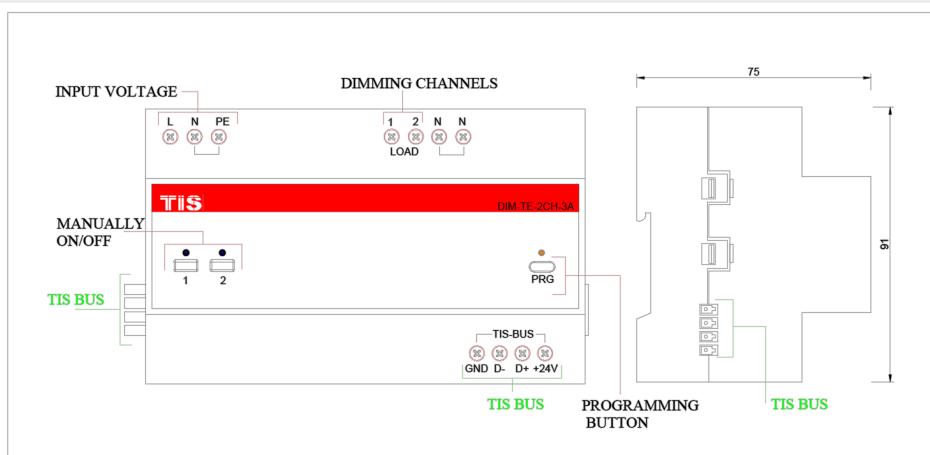 INPUT VOLTAGE
DIMMING CHANNELS
75
L N PE
1 2 N N
LOAD
TiS
DIM-TE-2CH-3A
MANUALLY
ON/OFF
1 2
PRG
91
TIS BUS
TIS-BUS
GND D- D+ +24V
TIS BUS
PROGRAMMING
BUTTON
TIS BUS